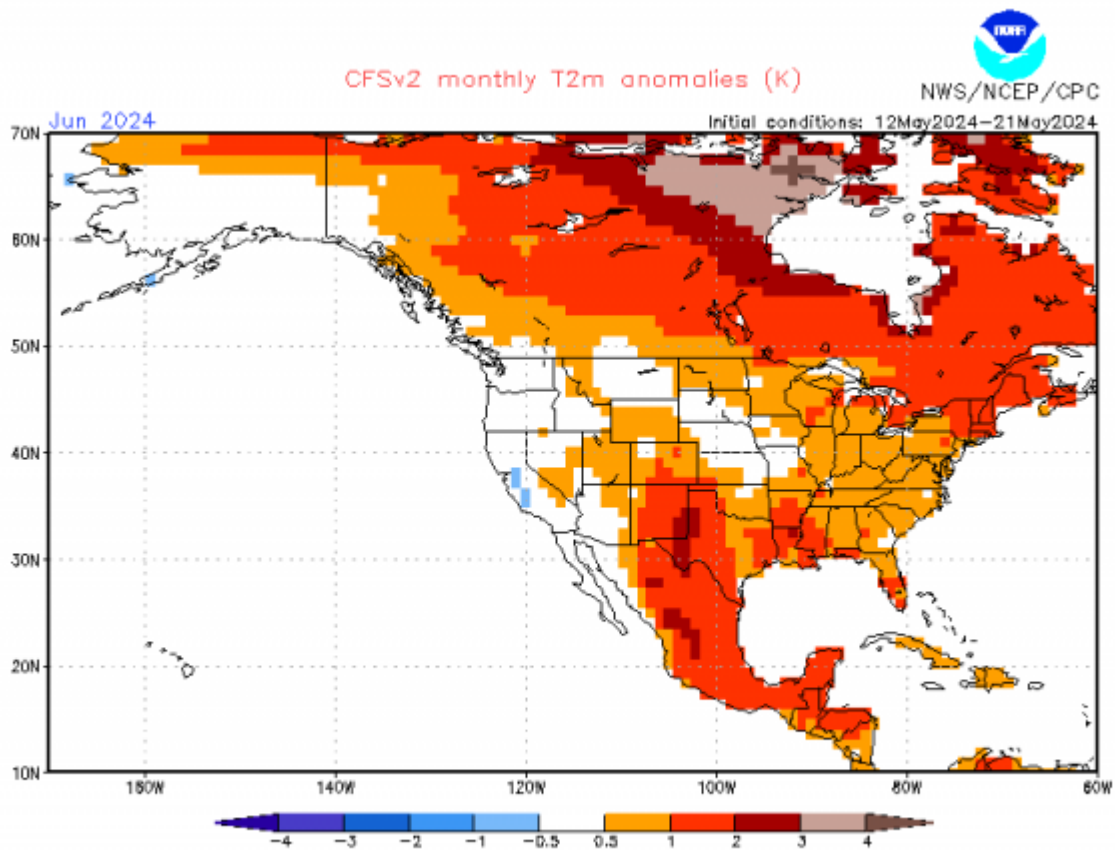 NOAA
CFSv2 monthly T2m anomalies (K)
NWS/NCEP/CPC
Jun 2024
Initial conditions: 12May2024-21May2024
70N
60N
50N
40N
30N
20N
10N
160W 140W 120W 100W 80W 60W
-4 -3 -2 -1 -0.5 0.5 1 2 3 4